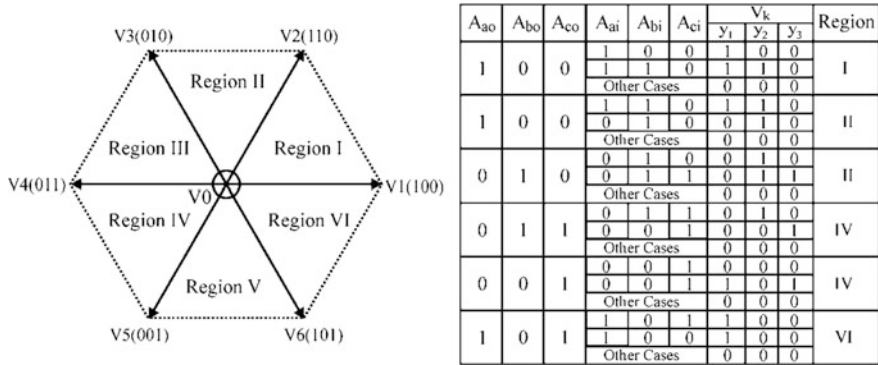 V3(010) V2(110)
Region II
Region III Region I
V4(011) V0 V1(100)
Region IV Region VI
Region V
V5(001) V6(101)
Aao Abo Aco Aai Abi Aci Vk Region
y1 y2 y3
1 0 0 1 0 0 1 0 0 I
1 1 0 1 1 0
Other Cases 0 0 0
1 0 0 1 1 0 1 1 0 II
0 1 0 0 1 0
Other Cases 0 0 0
0 1 0 0 1 0 0 1 0 II
0 1 1 0 1 1
Other Cases 0 0 0
0 1 1 0 1 1 0 1 0 IV
0 0 1 0 0 1
Other Cases 0 0 0
0 0 1 0 0 1 0 0 0 IV
0 0 1 1 0 1
Other Cases 0 0 0
1 0 1 1 0 1 1 0 0 VI
1 0 0 1 0 0
Other Cases 0 0 0